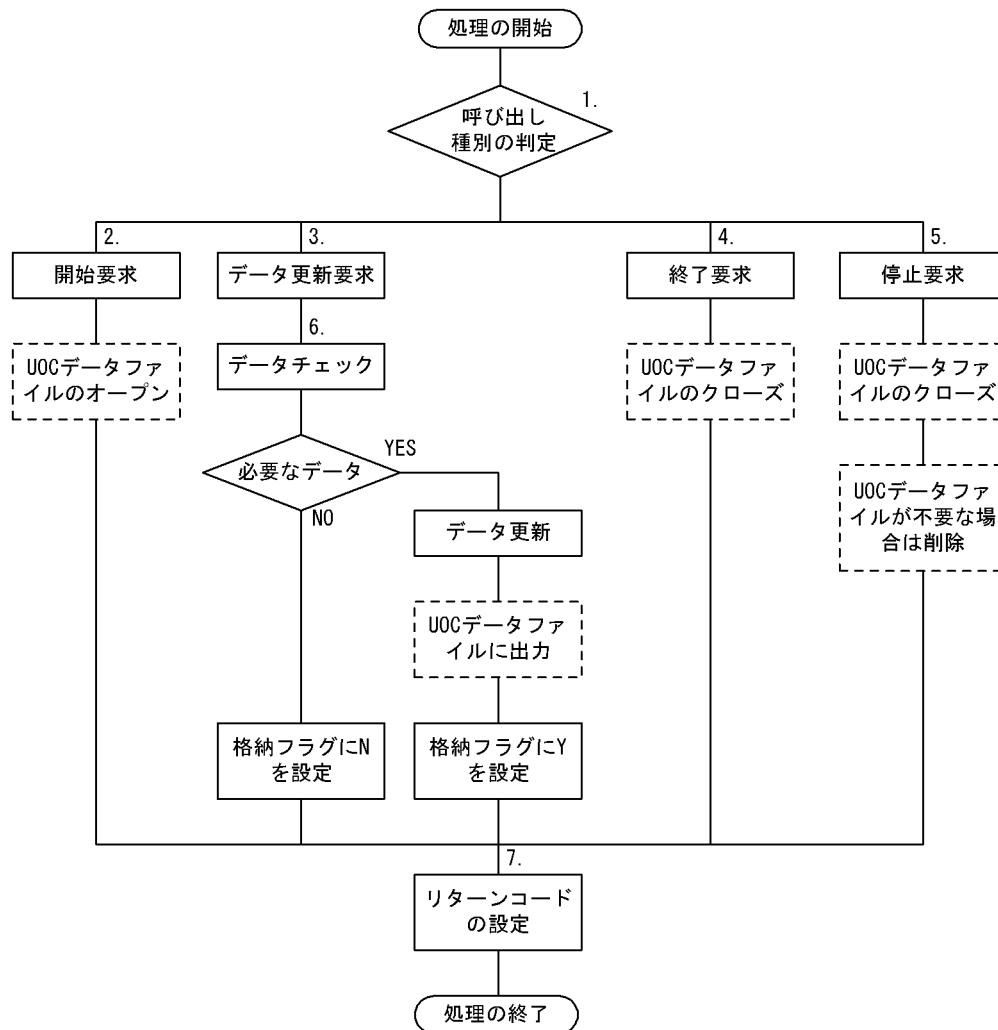 処理の開始
1.
呼び出し
種別の判定
2.
開始要求
UOCデータファ
イルのオープン
3.
データ更新要求
6.
データチェック
必要なデータ
YES
NO
データ更新
UOCデータファ
イルに出力
格納フラグにN
を設定
格納フラグにY
を設定
4.
終了要求
UOCデータファ
イルのクローズ
5.
停止要求
UOCデータファ
イルのクローズ
UOCデータファ
イルが不要な場
合は削除
7.
リターンコード
の設定
処理の終了